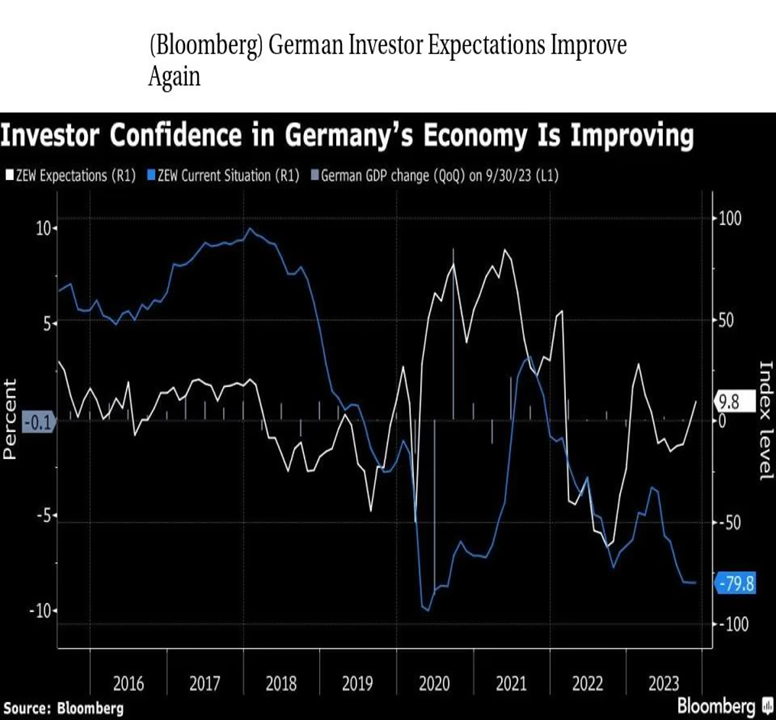 (Bloomberg) German Investor Expectations Improve
Again
Investor Confidence in Germany's Economy Is Improving
ZEW Expectations (R1) ZEW Current Situation (R1) German GDP change (QoQ) on 9/30/23 (L1)
10
5
-0.1
-5
-10
Percent
100
50
9.8
0
-50
-79.8
-100
Index level
2016 2017 2018 2019 2020 2021 2022 2023
Source: Bloomberg
Bloomberg